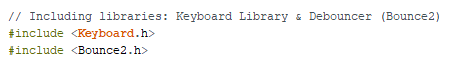 // Including libraries: Keyboard Library & Debouncer (Bounce2)
#include <Keyboard.h>
#include <Bounce2.h>